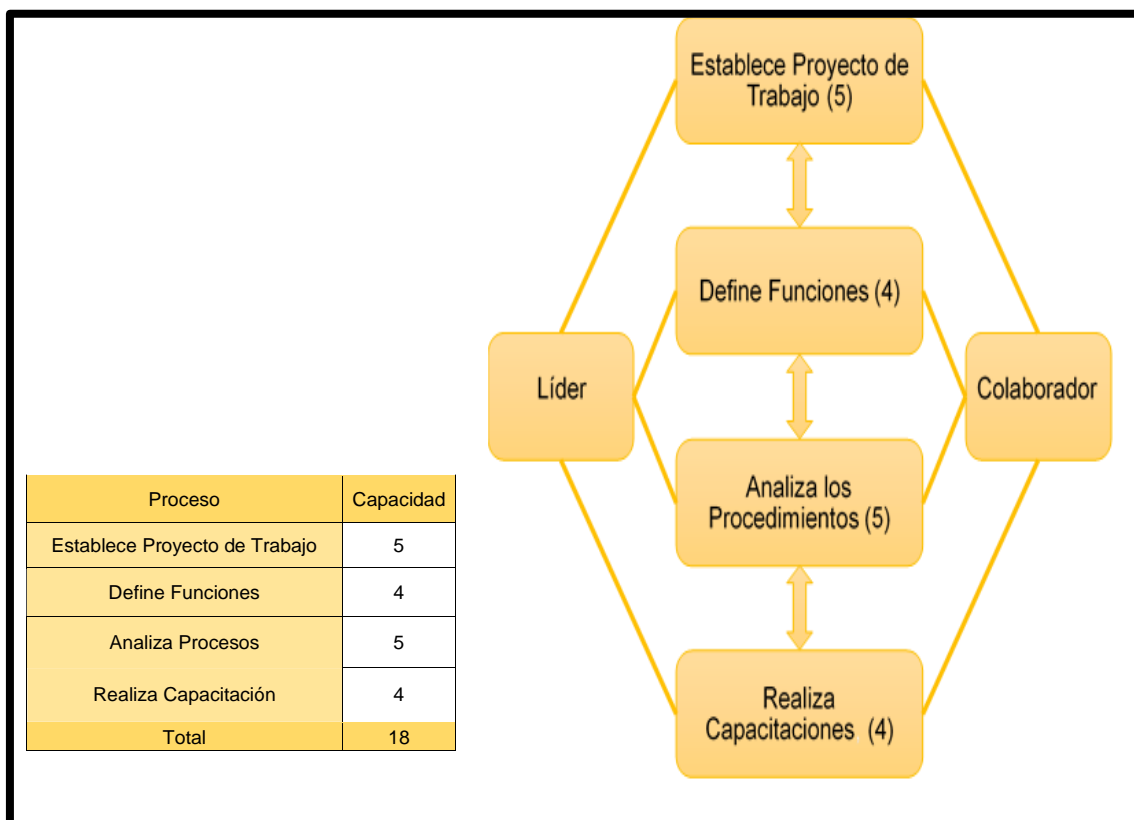 Establece Proyecto de
Trabajo (5)
Define Funciones (4)
Líder
Colaborador
Analiza los
Procedimientos (5)
Realiza
Capacitaciones (4)
Proceso Capacidad
Establece Proyecto de Trabajo 5
Define Funciones 4
Analiza Procesos 5
Realiza Capacitación 4
Total 18